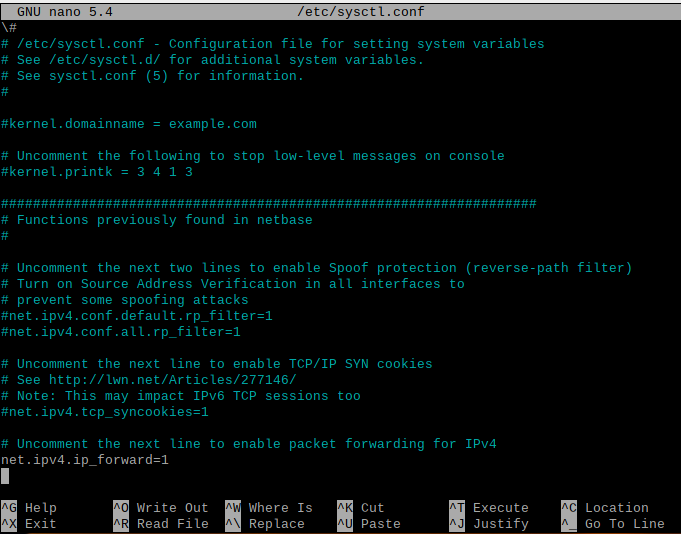 GNU nano 5.4 /etc/sysctl.conf
\#
# /etc/sysctl.conf - Configuration file for setting system variables
# See /etc/sysctl.d/ for additional system variables.
# See sysctl.conf (5) for information.
#
#kernel.domainname = example.com
# Uncomment the following to stop low-level messages on console
#kernel.printk = 3 4 1 3
###################################################################
# Functions previously found in netbase
#
# Uncomment the next two lines to enable Spoof protection (reverse-path filter)
# Turn on Source Address Verification in all interfaces to
# prevent some spoofing attacks
#net.ipv4.conf.default.rp_filter=1
#net.ipv4.conf.all.rp_filter=1
# Uncomment the next line to enable TCP/IP SYN cookies
# See http://lwn.net/Articles/277146/
# Note: This may impact IPv6 TCP sessions too
#net.ipv4.tcp_syncookies=1
# Uncomment the next line to enable packet forwarding for IPv4
net.ipv4.ip_forward=1
^G Help ^O Write Out ^W Where Is ^K Cut ^T Execute ^C Location
^X Exit ^R Read File ^\ Replace ^U Paste ^J Justify ^_ Go To Line